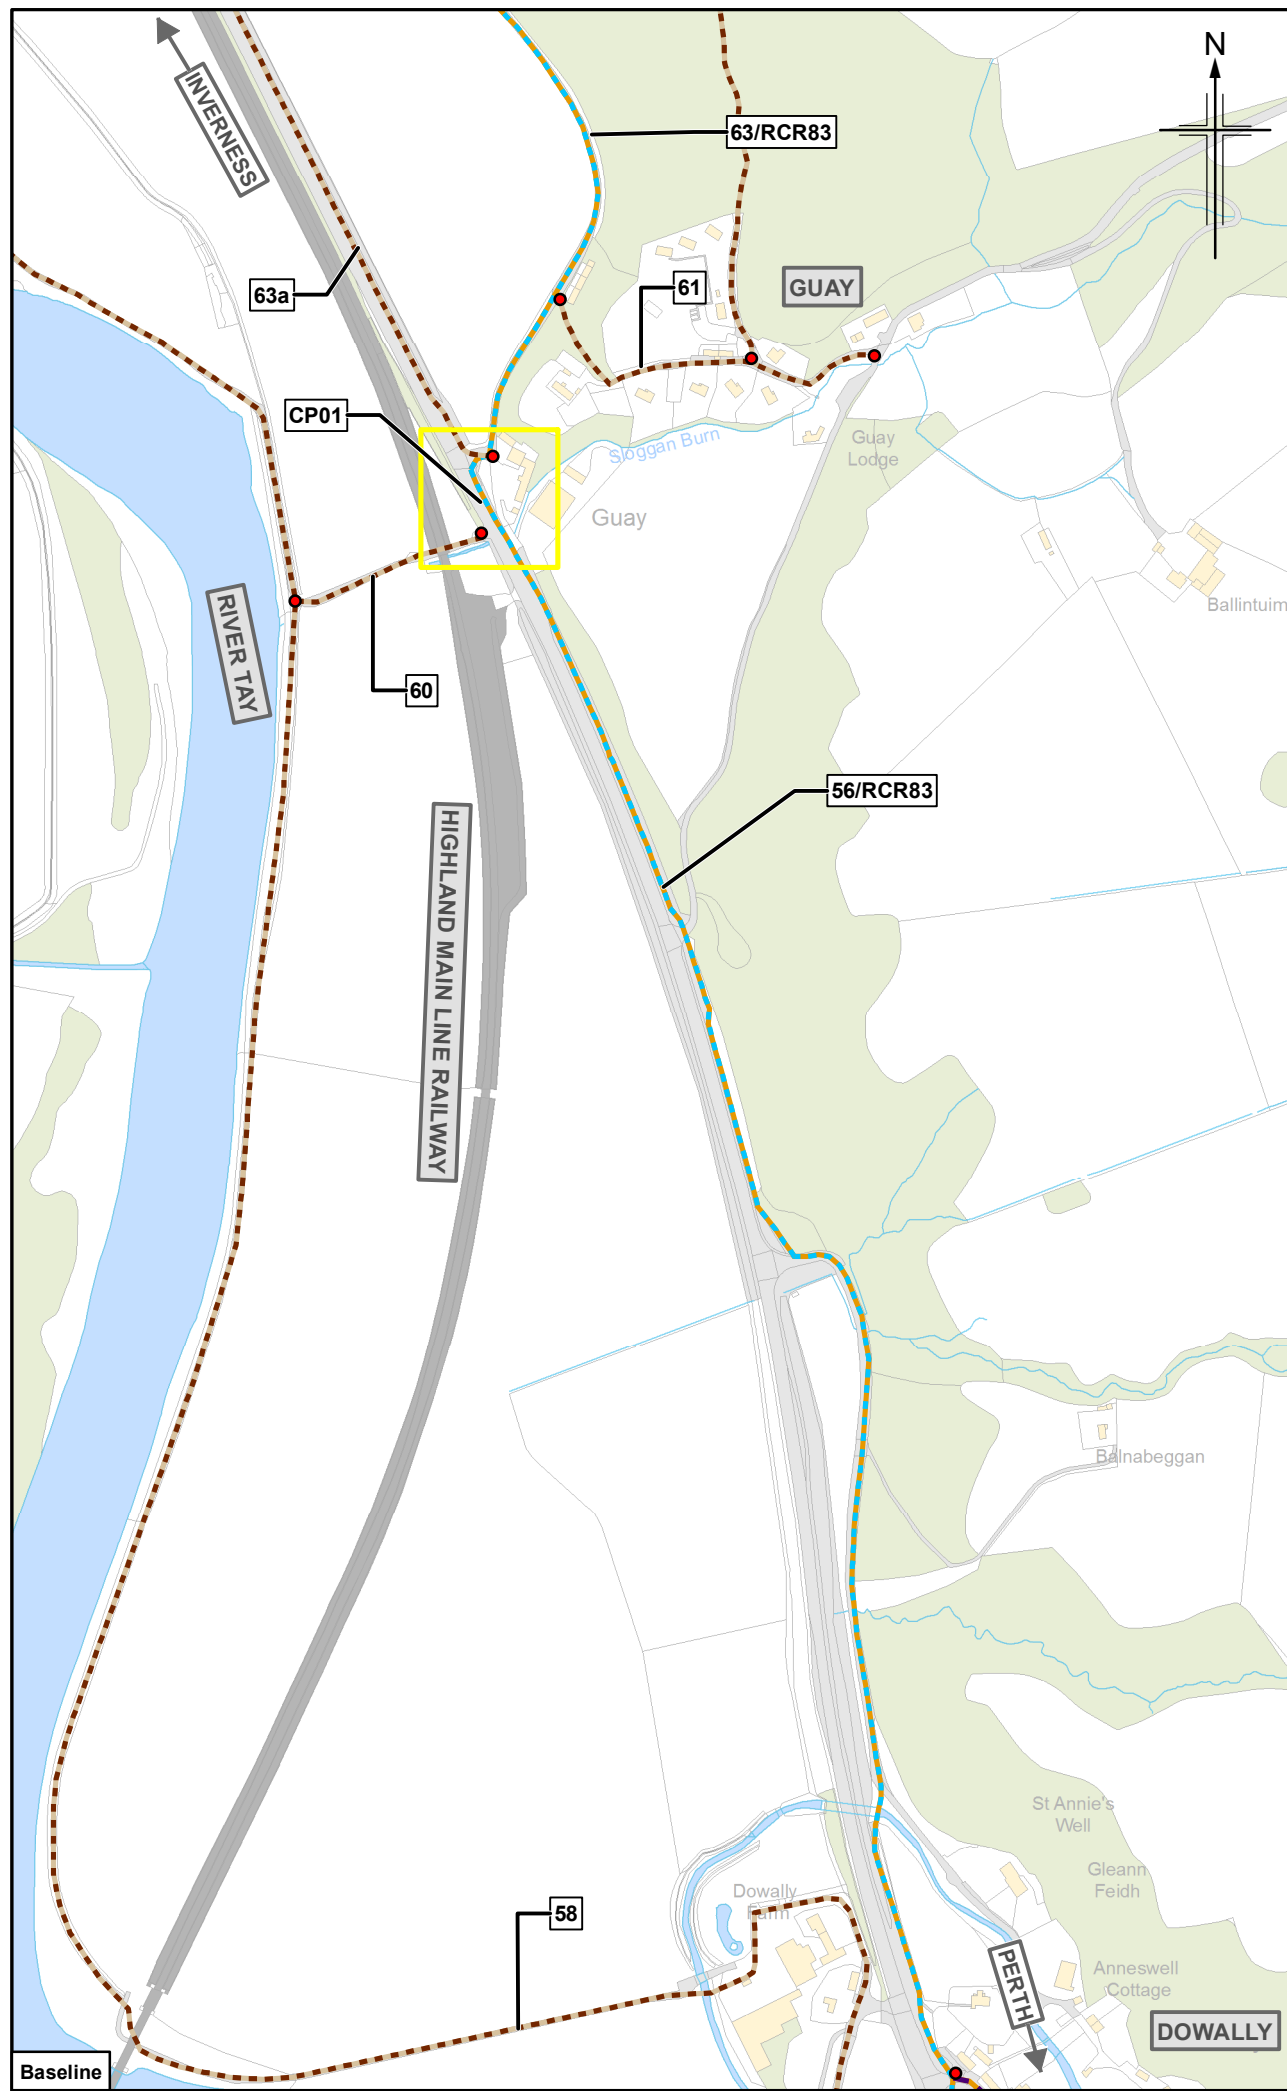 N
INVERNESS
63/RCR83
63a
61
GUAY
CP01
Sloggan Burn
Guay
Lodge
Guay
Ballintuim
RIVER TAY
60
56/RCR83
HIGHLAND MAIN LINE RAILWAY
Balnabeggan
St Annie's
Well
Gleann
Feidh
Dowally
Farm
58
PERTH
Anneswell
Cottage
DOWALLY
Baseline